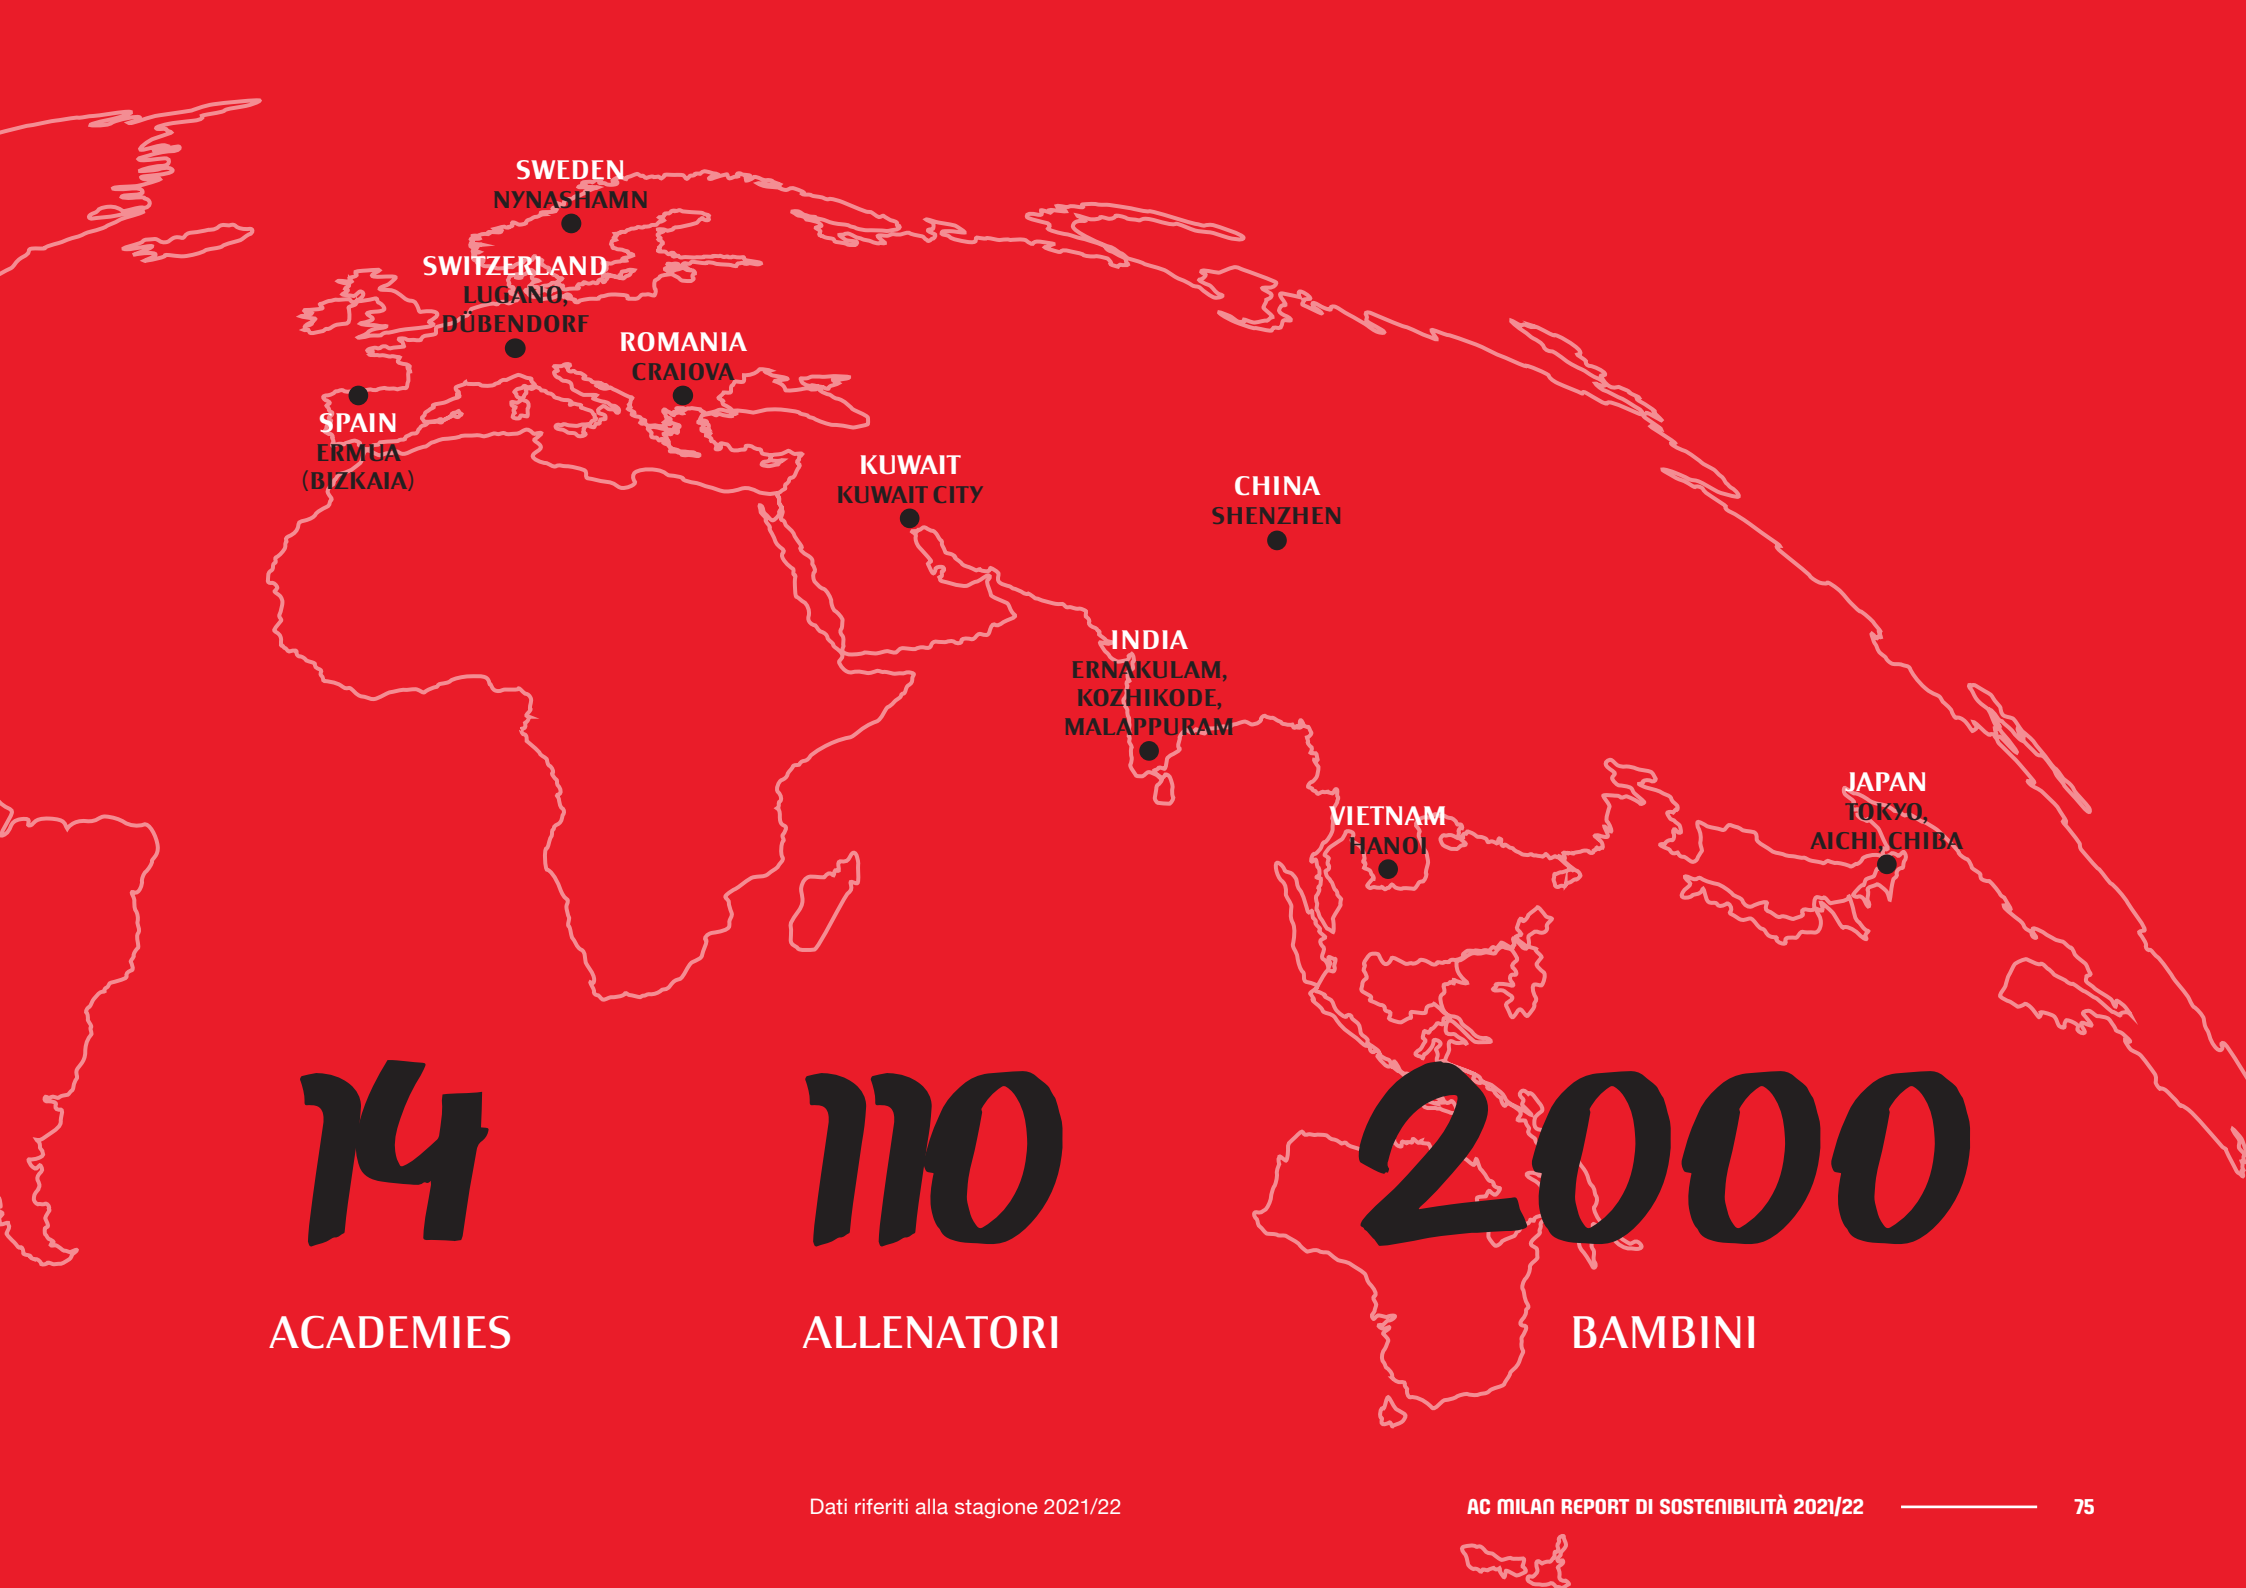 SWEDEN
NYNASHAMN
SWITZERLAND
LUGANO,
DÜBENDORF
ROMANIA
CRAIOVA
SPAIN
ERMUA
(BIZKAIA)
KUWAIT
KUWAIT CITY
CHINA
SHENZHEN
INDIA
ERNAKULAM,
KOZHIKODE,
MALAPPURAM
VIETNAM
HANOI
JAPAN
TOKYO,
AICHI, CHIBA
14
ACADEMIES
110
ALLENATORI
2000
BAMBINI
Dati riferiti alla stagione 2021/22
AC MILAN REPORT DI SOSTENIBILITÀ 2021/22
75